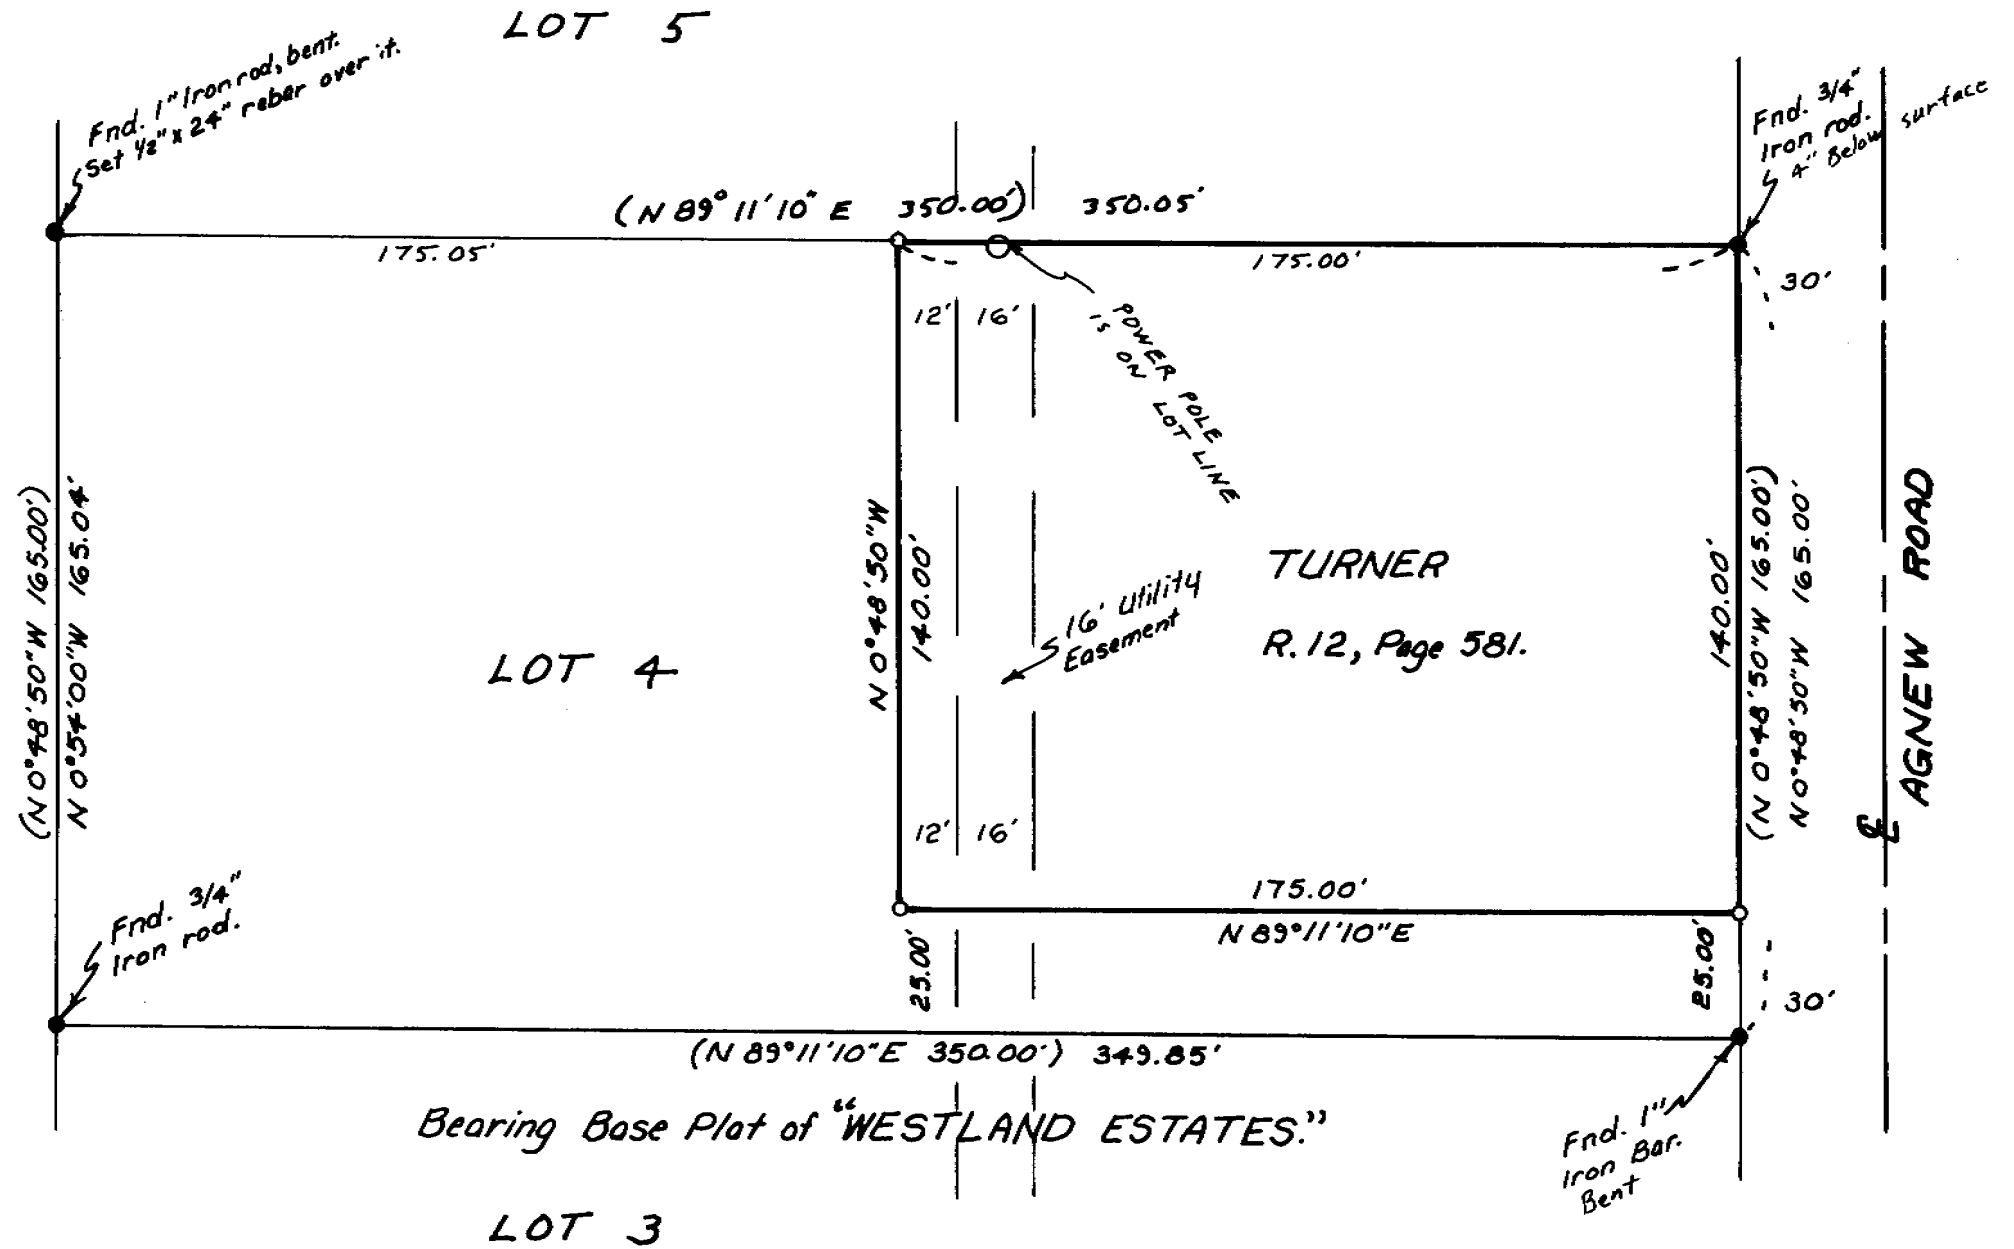 LOT 5
Fnd. 1" Iron rod, bent.
Set 1/2" x 24" rebar over it.
Fnd. 3/4"
Iron rod.
4" Below surface
(N 89° 11' 10" E 350.00') 350.05'
175.05'
175.00'
30'
12' 16'
POWER POLE
IS ON LOT LINE
(N 0° 48' 50" W 165.00')
N 0° 54' 00" W 165.04'
N 0° 48' 50" W
140.00'
16' Utility
Easement
TURNER
R. 12, Page 581.
140.00'
(N 0° 48' 50" W 165.00')
N 0° 48' 50" W 165.00'
AGNEW ROAD
℄
LOT 4
12' 16'
Fnd. 3/4"
Iron rod.
175.00'
N 89° 11' 10" E
25.00'
25.00'
30'
(N 89° 11' 10" E 350.00') 349.85'
Bearing Base Plat of "WESTLAND ESTATES."
Fnd. 1"
Iron Bar.
Bent
LOT 3